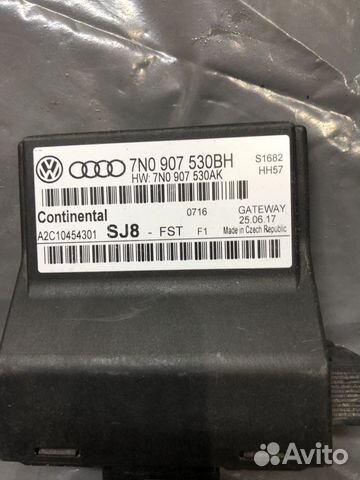 7N0 907 530BH
S1682
HW: 7N0 907 530AK
HH57
Continental
0716
GATEWAY
25.06.17
A2C10454301 SJ8 - FST F1
Made in Czech Republic
Avito